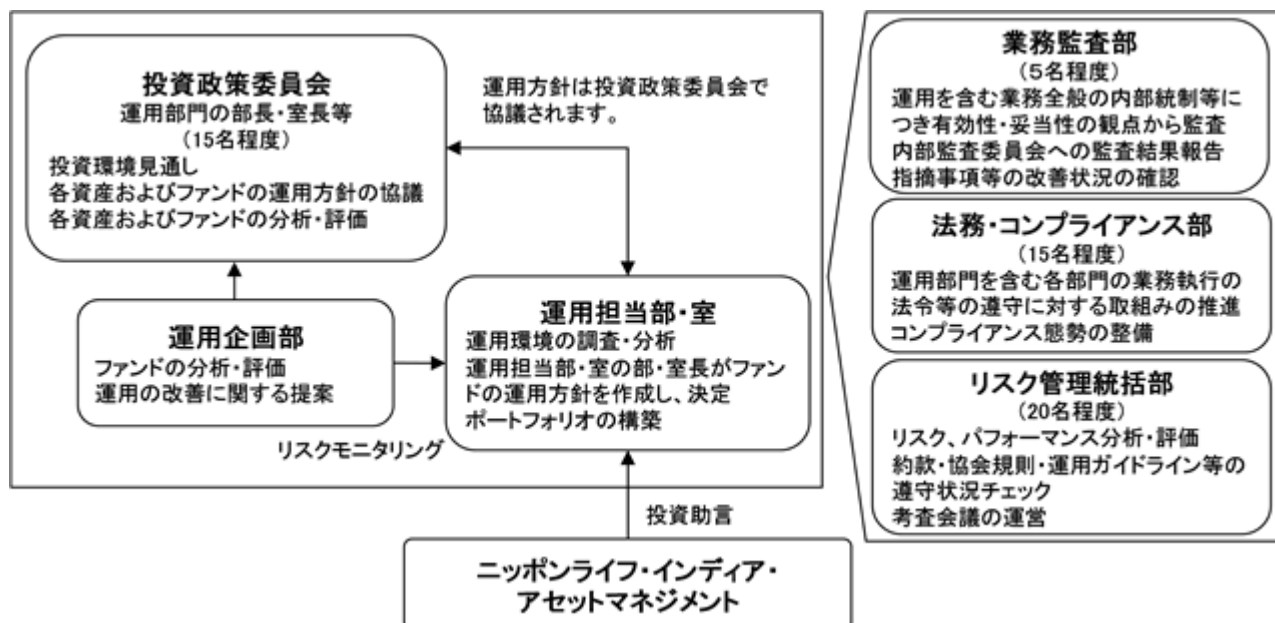 投資政策委員会
運用部門の部長・室長等
(15名程度)
投資環境見通し
各資産およびファンドの運用方針の協議
各資産およびファンドの分析・評価
運用方針は投資政策委員会で
協議されます。
運用企画部
ファンドの分析・評価
運用の改善に関する提案
リスクモニタリング
運用担当部・室
運用環境の調査・分析
運用担当部・室の部・室長がファン
ドの運用方針を作成し、決定
ポートフォリオの構築
投資助言
ニッポンライフ・インディア・
アセットマネジメント
業務監査部
(5名程度)
運用を含む業務全般の内部統制等に
つき有効性・妥当性の観点から監査
内部監査委員会への監査結果報告
指摘事項等の改善状況の確認
法務・コンプライアンス部
(15名程度)
運用部門を含む各部門の業務執行の
法令等の遵守に対する取組みの推進
コンプライアンス態勢の整備
リスク管理統括部
(20名程度)
リスク、パフォーマンス分析・評価
約款・協会規則・運用ガイドライン等の
遵守状況チェック
考査会議の運営